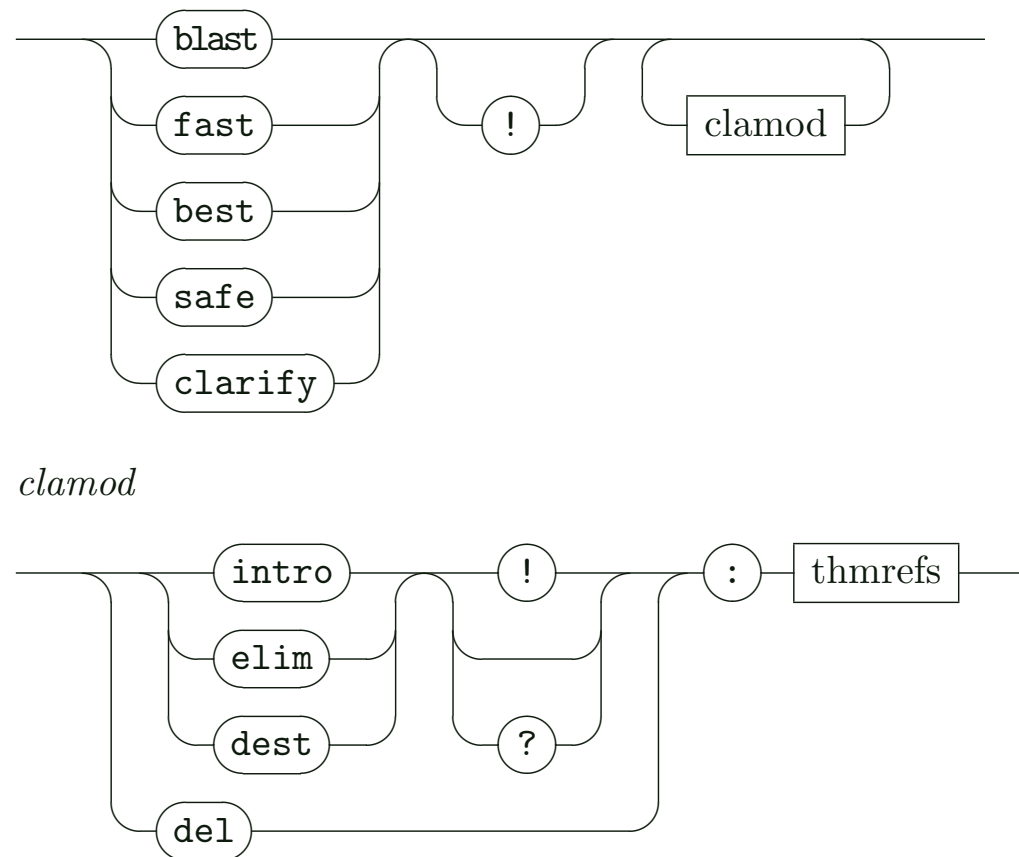 blast
fast !
best clamod
safe
clarify
clamod
intro ! : thmrefs
elim
dest ?
del